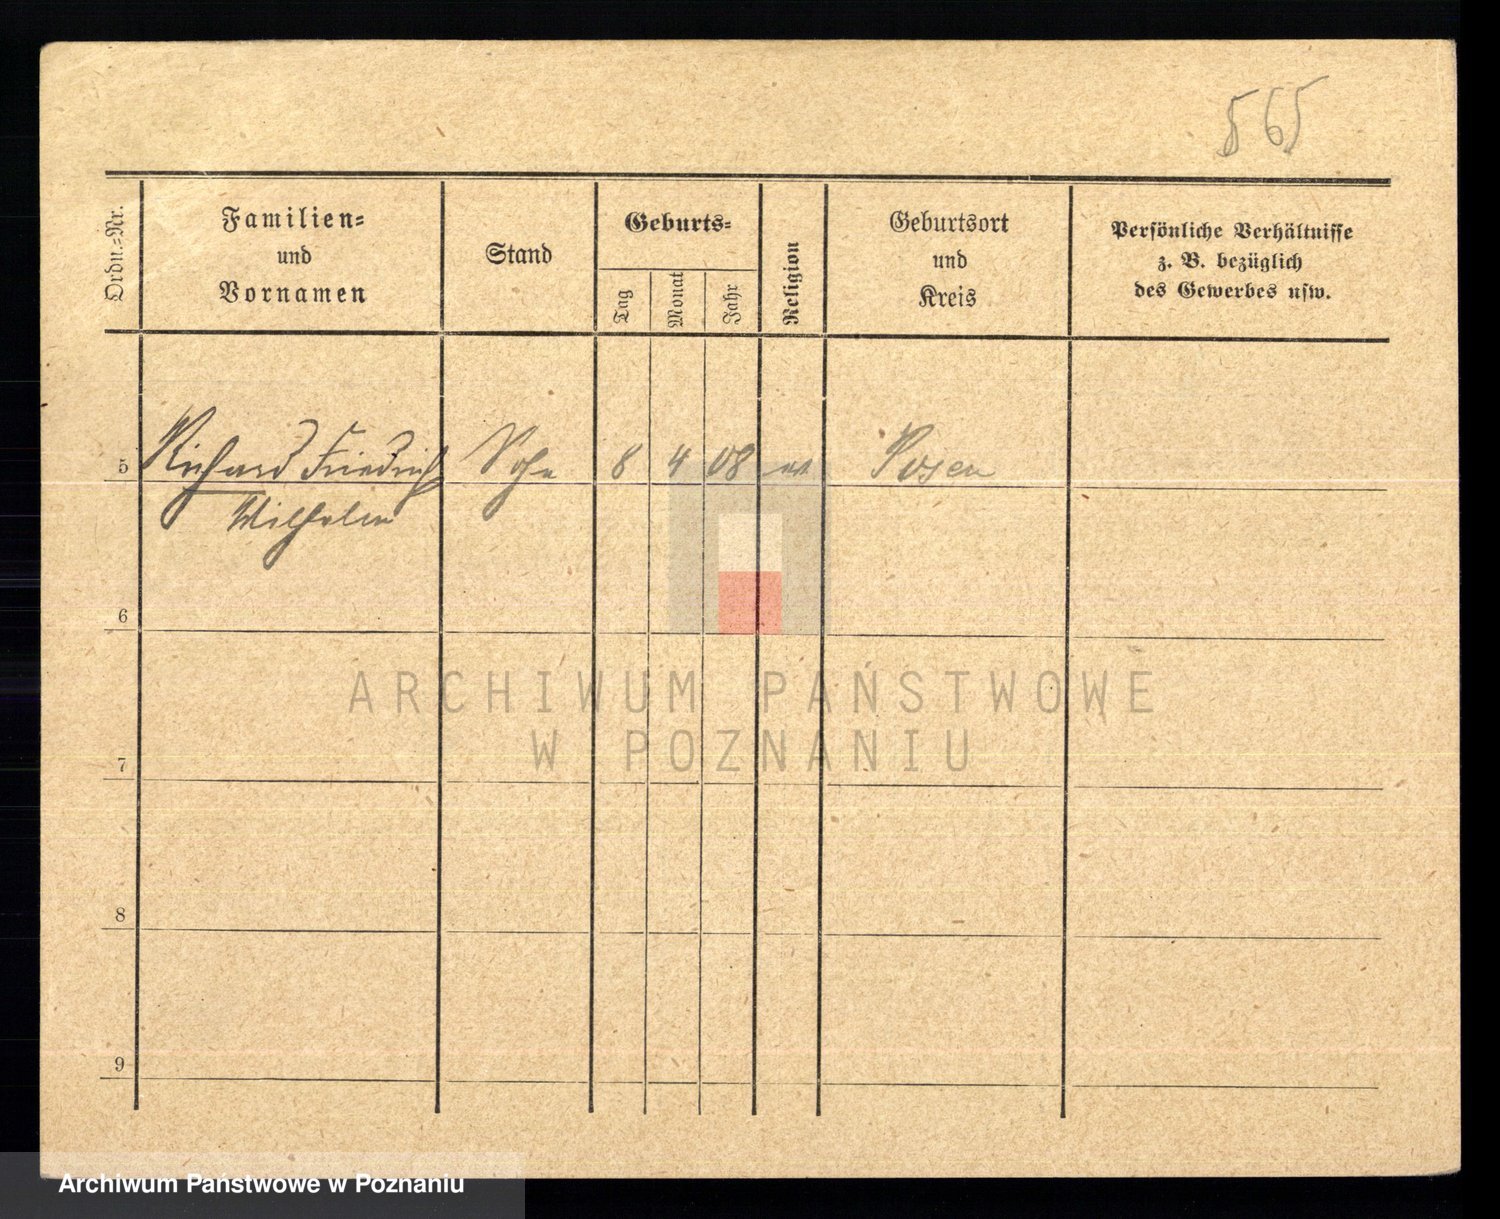 565
Ordn.-Nr.
Familien-
und
Vornamen
Stand
Geburts-
Tag
Monat
Jahr
Religion
Geburtsort
und
Kreis
Persönliche Verhältnisse
z. B. bezüglich
des Gewerbes usw.
5 Richard Friedrich Sohn 8 4 08 ev Posen
Wilhelm
6
7
8
9
ARCHIWUM PAŃSTWOWE
W POZNANIU
Archiwum Państwowe w Poznaniu